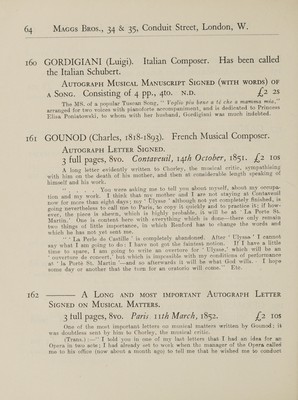 64 MAGGS BROS., 34 & 35, Conduit Street, London, W.
160 GORDIGIANI (Luigi). Italian Composer. Has been called
the Italian Schubert.
AUTOGRAPH MUSICAL MANUSCRIPT SIGNED (WITH WORDS) OF
A SONG. Consisting of 4 pp., 4to. N.D. £2 2s
The MS. of a popular Tuscan Song, " Voglio piu bene a té che a mamma mia,"
arranged for two voices with pianoforte accompaniment, and is dedicated to Princess
Elisa Poniatowski, to whom with her husband, Gordigiani was much indebted.
161 GOUNOD (Charles, 1818-1893). French Musical Composer.
AUTOGRAPH LETTER SIGNED.
3 full pages, 8vo. Contaveuil, 14th October, 1851. £2 10s
A long letter evidently written to Chorley, the musical critic, sympathising
with him on the death of his mother, and then at considerable length speaking of
himself and his work.
" . . . You were asking me to tell you about myself, about my occupa-
tion and my work. I think that my mother and I are not staying at Contaveuil
now for more than eight days; my ' Ulysse ' although not yet completely finished, is
going nevertheless to call me to Paris, to copy it quickly and to practice it; if how-
ever, the piece is shewn, which is highly probable, it will be at ' La Porte St.
Martin.' One is content here with everything which is done—there only remain
two things of little importance, in which Ronford has to change the words and
which he has not yet sent me.
" ' La Perle de Castille ' is completely abandoned. After ' Ulysse ' I cannot
say what I am going to do; I have not got the faintest notion. If I have a little
time to spare, I am going to write an overture for ' Ulysse,' which will be an
' ouverture de concert,' but which is impossible with my conditions of performance
at ' la Porte St. Martin '—and so afterwards it will be what God wills. I hope
some day or another that the turn for an oratorio will come." Etc.
162 ——— A LONG AND MOST IMPORTANT AUTOGRAPH LETTER
SIGNED ON MUSICAL MATTERS.
3 full pages, 8vo. Paris 11th March, 1852. £2 10s
One of the most important letters on musical matters written by Gounod; it
was doubtless sent by him to Chorley, the musical critic.
(Trans.):—" I told you in one of my last letters that I had an idea for an
Opera in two acts; I had already set to work when the manager of the Opera called
me to his office (now about a month ago) to tell me that he wished me to conduct